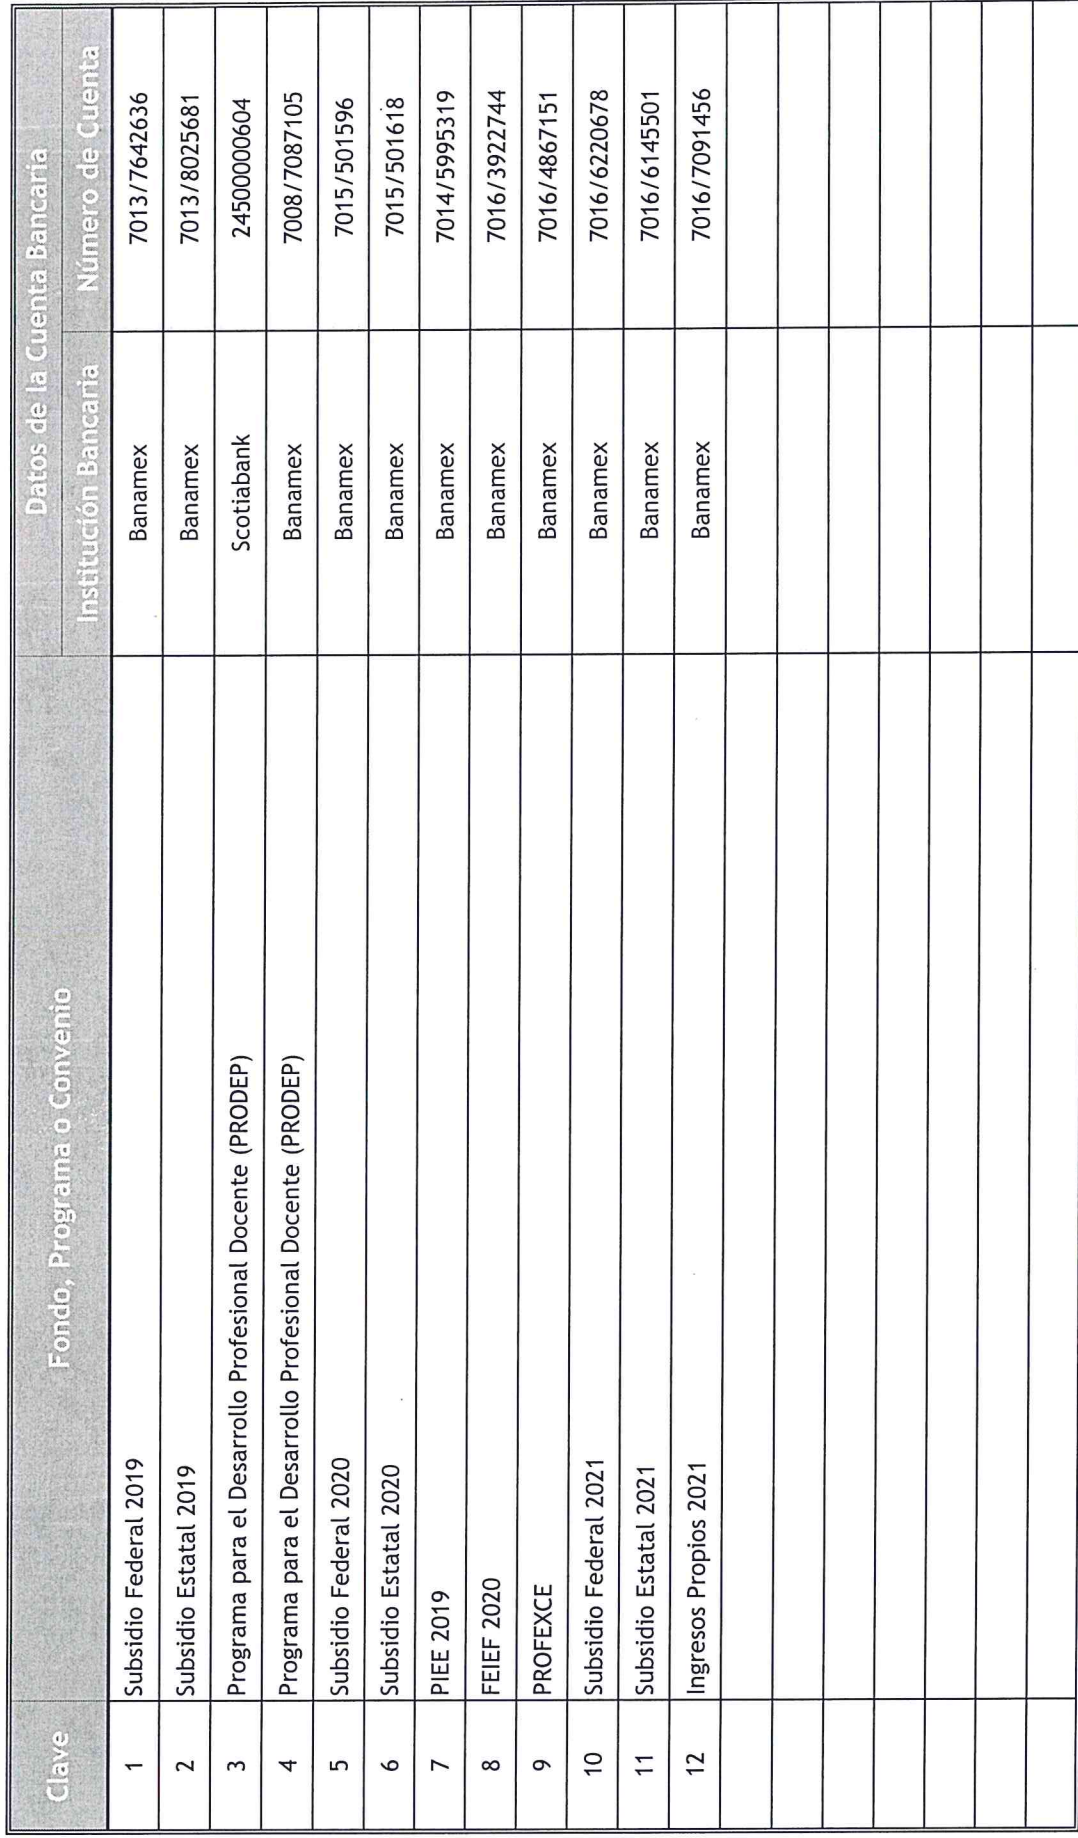 Clave Fondo, Programa o Convenio Datos de la Cuenta Bancaria
Institución Bancaria Número de Cuenta
1 Subsidio Federal 2019 Banamex 7013/7642636
2 Subsidio Estatal 2019 Banamex 7013/8025681
3 Programa para el Desarrollo Profesional Docente (PRODEP) Scotiabank 24500000604
4 Programa para el Desarrollo Profesional Docente (PRODEP) Banamex 7008/7087105
5 Subsidio Federal 2020 Banamex 7015/501596
6 Subsidio Estatal 2020 Banamex 7015/501618
7 PIEE 2019 Banamex 7014/5995319
8 FEIEF 2020 Banamex 7016/3922744
9 PROFEXCE Banamex 7016/4867151
10 Subsidio Federal 2021 Banamex 7016/6220678
11 Subsidio Estatal 2021 Banamex 7016/6145501
12 Ingresos Propios 2021 Banamex 7016/7091456